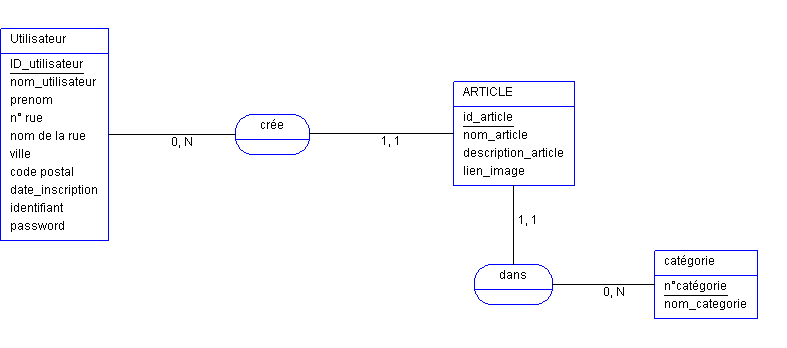 Utilisateur
ID_utilisateur
nom_utilisateur
prenom
n° rue
nom de la rue
ville
code postal
date_inscription
identifiant
password
0, N
crée
1, 1
ARTICLE
id_article
nom_article
description_article
lien_image
1, 1
dans
0, N
catégorie
n°catégorie
nom_categorie